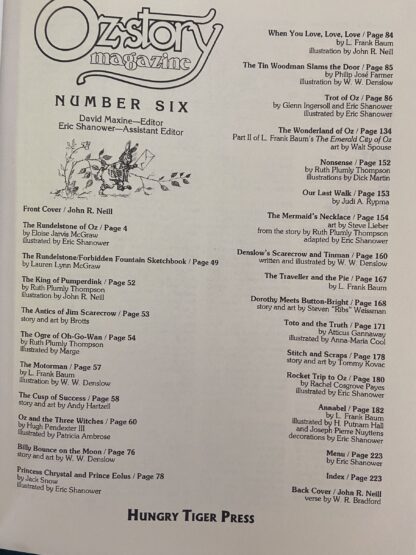 Oz-story
magazine
NUMBER SIX
David Maxine—Editor
Eric Shanower—Assistant Editor
Front Cover / John R. Neill
The Rundelstone of Oz / Page 4
by Eloise Jarvis McGraw
illustrated by Eric Shanower
The Rundelstone/Forbidden Fountain Sketchbook / Page 49
by Lauren Lynn McGraw
The King of Pumperdink / Page 52
by Ruth Plumly Thompson
illustration by John R. Neill
The Antics of Jim Scarecrow / Page 53
story and art by Brotts
The Ogre of Oh-Go-Wan / Page 54
by Ruth Plumly Thompson
illustrated by Marge
The Motorman / Page 57
by L. Frank Baum
illustration by W. W. Denslow
The Cusp of Success / Page 58
story and art by Andy Hartzell
Oz and the Three Witches / Page 60
by Hugh Pendexter III
illustrated by Patricia Ambrose
Billy Bounce on the Moon / Page 76
story and art by W. W. Denslow
Princess Chrystal and Prince Eolus / Page 78
by Jack Snow
illustrated by Eric Shanower
When You Love, Love, Love / Page 84
by L. Frank Baum
illustration by John R. Neill
The Tin Woodman Slams the Door / Page 85
by Philip José Farmer
illustration by W. W. Denslow
Trot of Oz / Page 86
by Glenn Ingersoll and Eric Shanower
illustrated by Eric Shanower
The Wonderland of Oz / Page 134
Part II of L. Frank Baum's The Emerald City of Oz
art by Walt Spouse
Nonsense / Page 152
by Ruth Plumly Thompson
illustrations by Dick Martin
Our Last Walk / Page 153
by Judi A. Rypma
The Mermaid's Necklace / Page 154
art by Steve Lieber
from the story by Ruth Plumly Thompson
adapted by Eric Shanower
Denslow's Scarecrow and Tinman / Page 160
written and illustrated by W. W. Denslow
The Traveller and the Pie / Page 167
by L. Frank Baum
Dorothy Meets Button-Bright / Page 168
story and art by Steven "Ribs" Weissman
Toto and the Truth / Page 171
by Atticus Gannaway
illustrated by Anna-Maria Cool
Stitch and Scraps / Page 178
story and art by Tommy Kovac
Rocket Trip to Oz / Page 180
by Rachel Cosgrove Payes
illustrated by Eric Shanower
Annabel / Page 182
by L. Frank Baum
illustrated by H. Putnam Hall
and Joseph Pierre Nuyttens
decorations by Eric Shanower
Menu / Page 223
by Eric Shanower
Index / Page 223
Back Cover / John R. Neill
verse by W. R. Bradford
HUNGRY TIGER PRESS